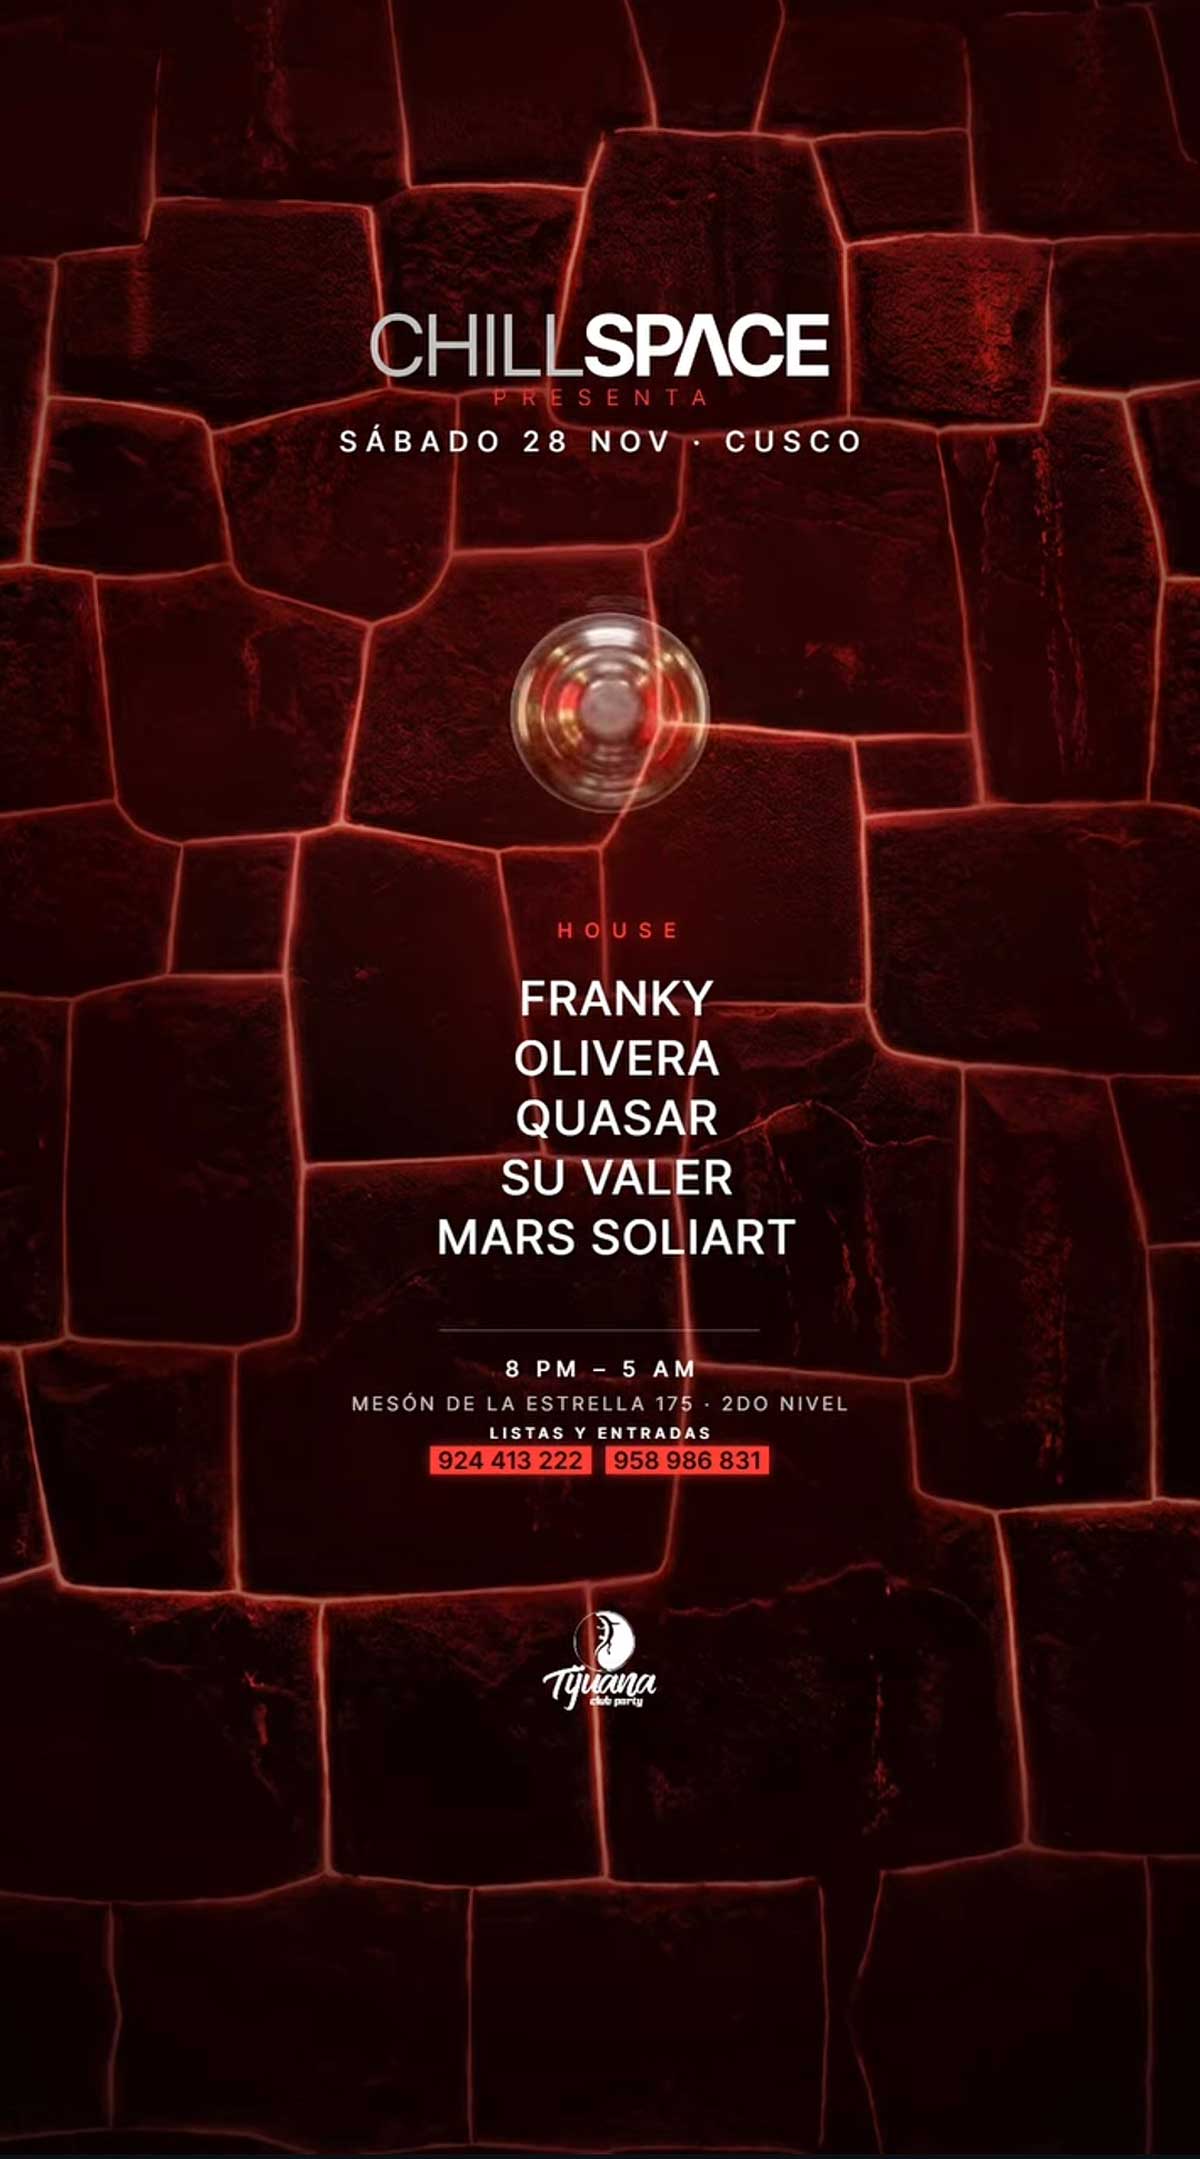 CHILLSPACE
PRESENTA
SÁBADO 28 NOV · CUSCO
HOUSE
FRANKY
OLIVERA
QUASAR
SU VALER
MARS SOLIART
8 PM – 5 AM
MESÓN DE LA ESTRELLA 175 · 2DO NIVEL
LISTAS Y ENTRADAS
924 413 222 958 986 831
Tijuana
club party